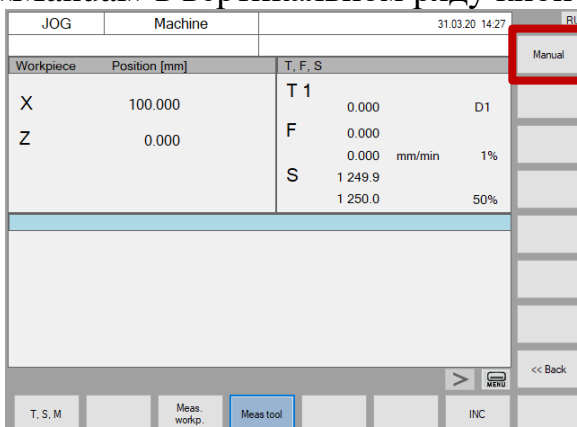 «Manual» в вертикальном ряду кноп
JOG Machine 31.03.20 14:27 RU
Manual
Workpiece Position [mm] T, F, S
T 1
X 100.000 0.000 D1
Z 0.000 F 0.000
0.000 mm/min 1%
S 1 249.9
1 250.0 50%
<< Back
> MENU
T, S, M Meas. workp. Meas tool INC